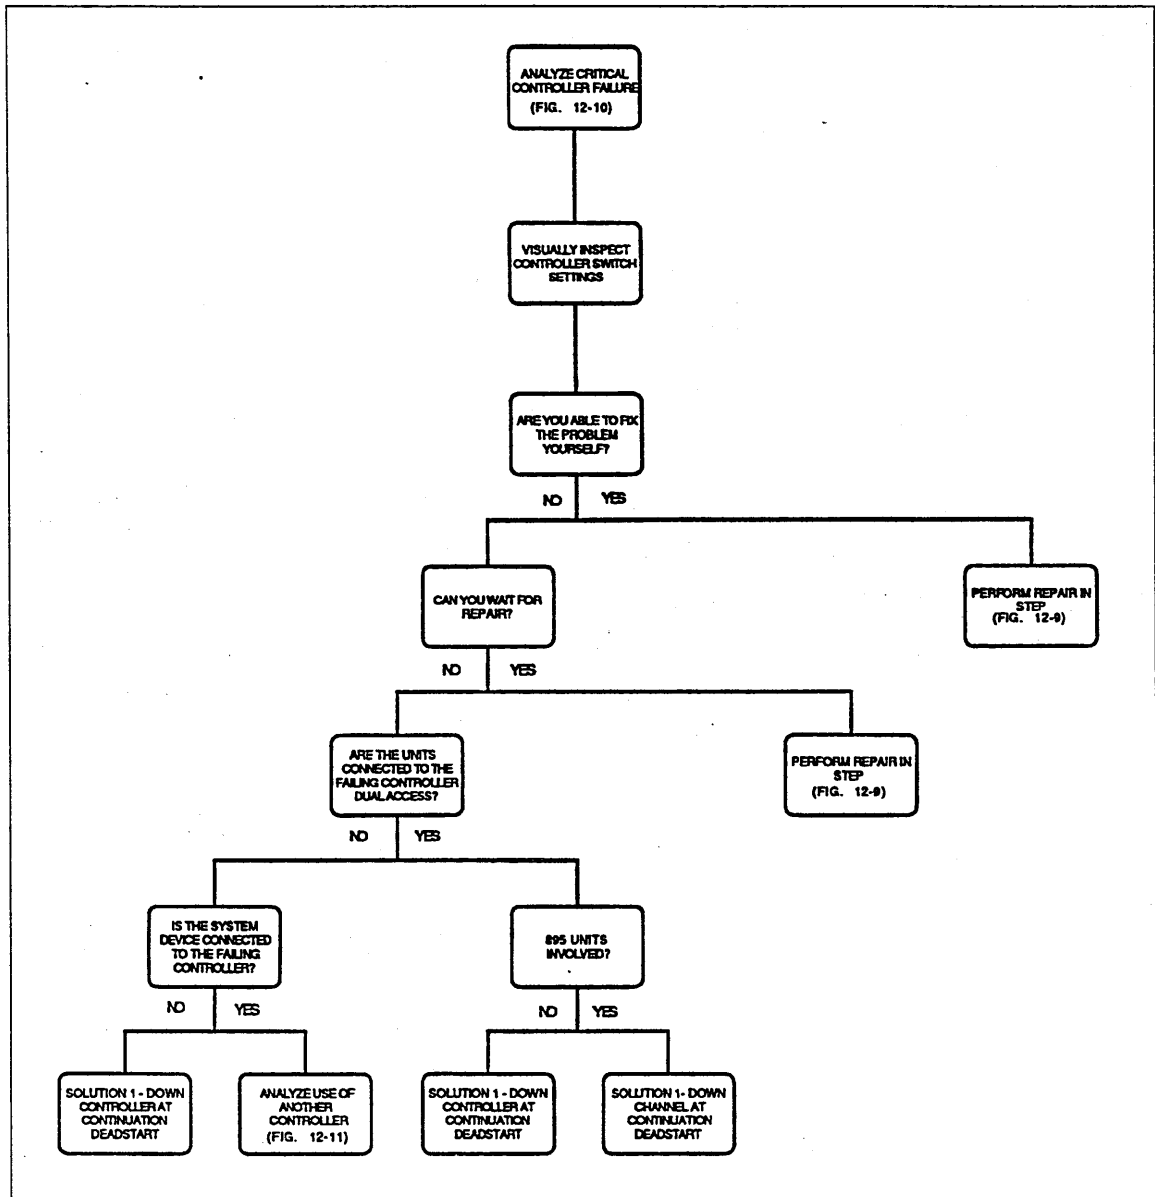 ANALYZE CRITICAL
CONTROLLER FAILURE
(FIG. 12-10)
VISUALLY INSPECT
CONTROLLER SWITCH
SETTINGS
ARE YOU ABLE TO FIX
THE PROBLEM
YOURSELF?
NO YES
CAN YOU WAIT FOR
REPAIR?
PERFORM REPAIR IN
STEP
(FIG. 12-9)
NO YES
ARE THE UNITS
CONNECTED TO THE
FAILING CONTROLLER
DUAL ACCESS?
PERFORM REPAIR IN
STEP
(FIG. 12-9)
NO YES
IS THE SYSTEM
DEVICE CONNECTED
TO THE FAILING
CONTROLLER?
895 UNITS
INVOLVED?
NO YES
NO YES
SOLUTION 1 - DOWN
CONTROLLER AT
CONTINUATION
DEADSTART
ANALYZE USE OF
ANOTHER
CONTROLLER
(FIG. 12-11)
SOLUTION 1 - DOWN
CONTROLLER AT
CONTINUATION
DEADSTART
SOLUTION 1- DOWN
CHANNEL AT
CONTINUATION
DEADSTART